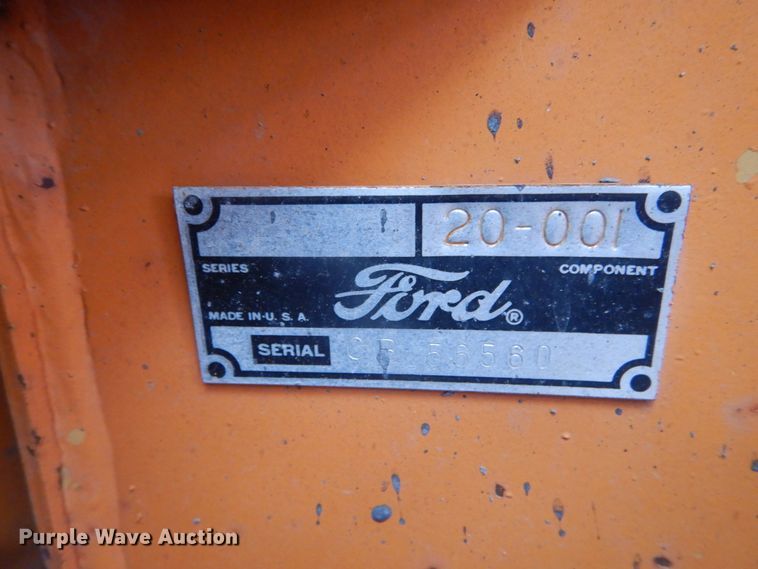 20-001
SERIES
COMPONENT
Ford®
MADE IN U. S. A.
SERIAL
Purple Wave Auction